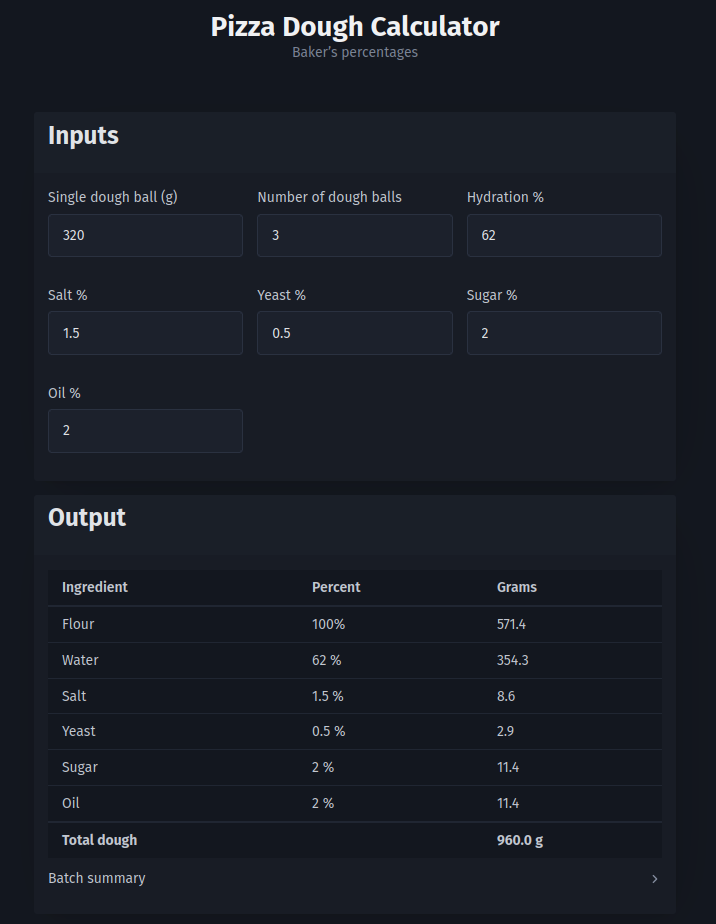 Pizza Dough Calculator
Baker's percentages
Inputs
Single dough ball (g) Number of dough balls Hydration %
320 3 62
Salt % Yeast % Sugar %
1.5 0.5 2
Oil %
2
Output
Ingredient Percent Grams
Flour 100% 571.4
Water 62 % 354.3
Salt 1.5 % 8.6
Yeast 0.5 % 2.9
Sugar 2 % 11.4
Oil 2 % 11.4
Total dough 960.0 g
Batch summary